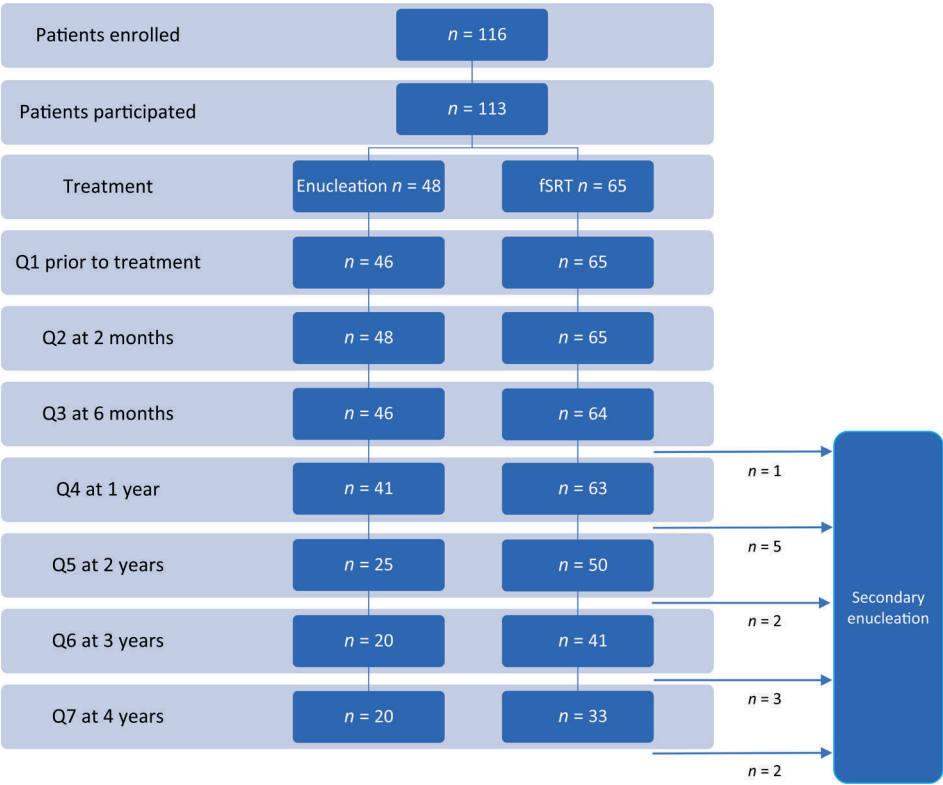 Patients enrolled
n = 116
Patients participated
n = 113
Treatment
Enucleation n = 48
fSRT n = 65
Q1 prior to treatment
n = 46
n = 65
Q2 at 2 months
n = 48
n = 65
Q3 at 6 months
n = 46
n = 64
n = 1
Q4 at 1 year
n = 41
n = 63
n = 5
Q5 at 2 years
n = 25
n = 50
n = 2
Q6 at 3 years
n = 20
n = 41
n = 3
Q7 at 4 years
n = 20
n = 33
n = 2
Secondary
enucleation